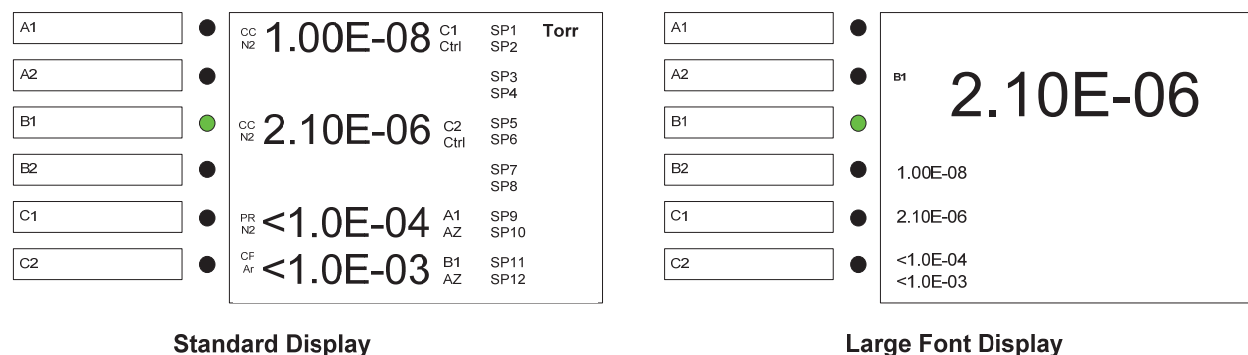 A1
A2
B1
B2
C1
C2
CC N2 1.00E-08 C1 Ctrl SP1 SP2 Torr
SP3
SP4
CC N2 2.10E-06 C2 Ctrl SP5 SP6
SP7
SP8
PR N2 <1.0E-04 A1 AZ SP9 SP10
CF Ar <1.0E-03 B1 AZ SP11 SP12
Standard Display
A1
A2
B1
B2
C1
C2
B1 2.10E-06
1.00E-08
2.10E-06
<1.0E-04
<1.0E-03
Large Font Display